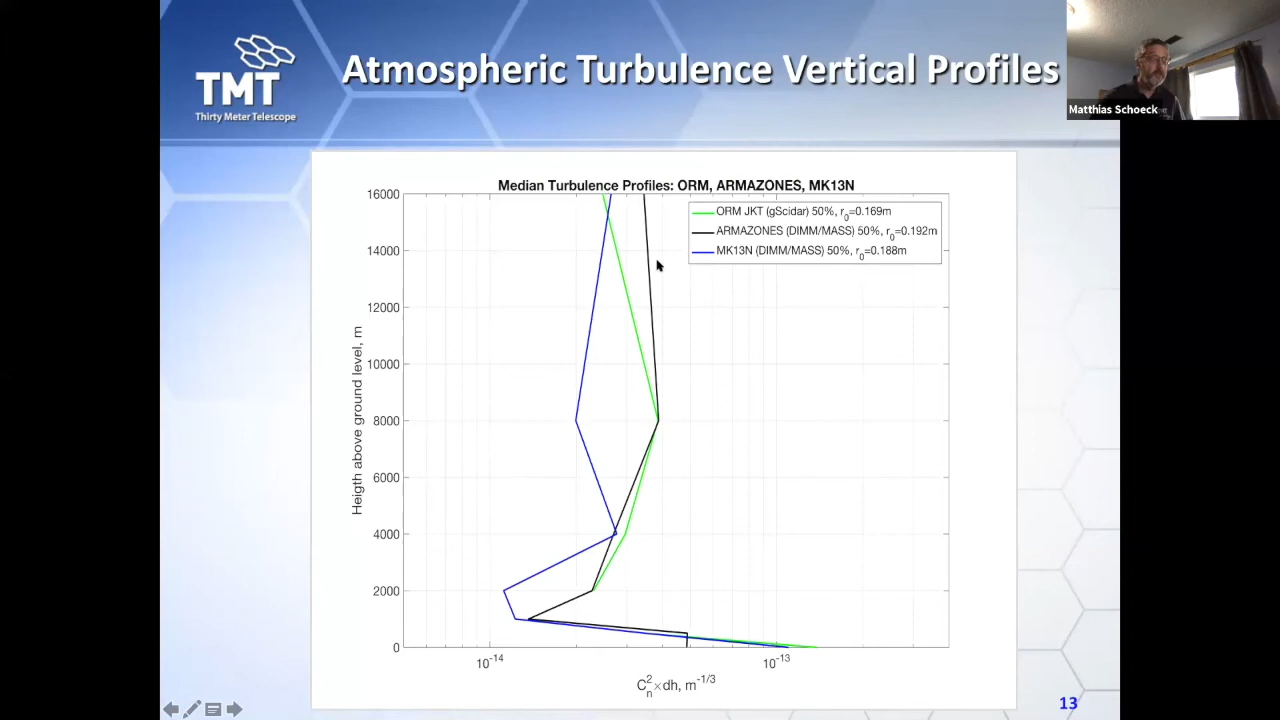 TMT
Thirty Meter Telescope
Atmospheric Turbulence Vertical Profiles
Matthias Schoeck
Median Turbulence Profiles: ORM, ARMAZONES, MK13N
ORM JKT (gScidar) 50%, r0=0.169m
ARMAZONES (DIMM/MASS) 50%, r0=0.192m
MK13N (DIMM/MASS) 50%, r0=0.188m
16000
14000
12000
10000
8000
6000
4000
2000
0
Heigth above ground level, m
10-14
10-13
Cn2×dh, m-1/3
13